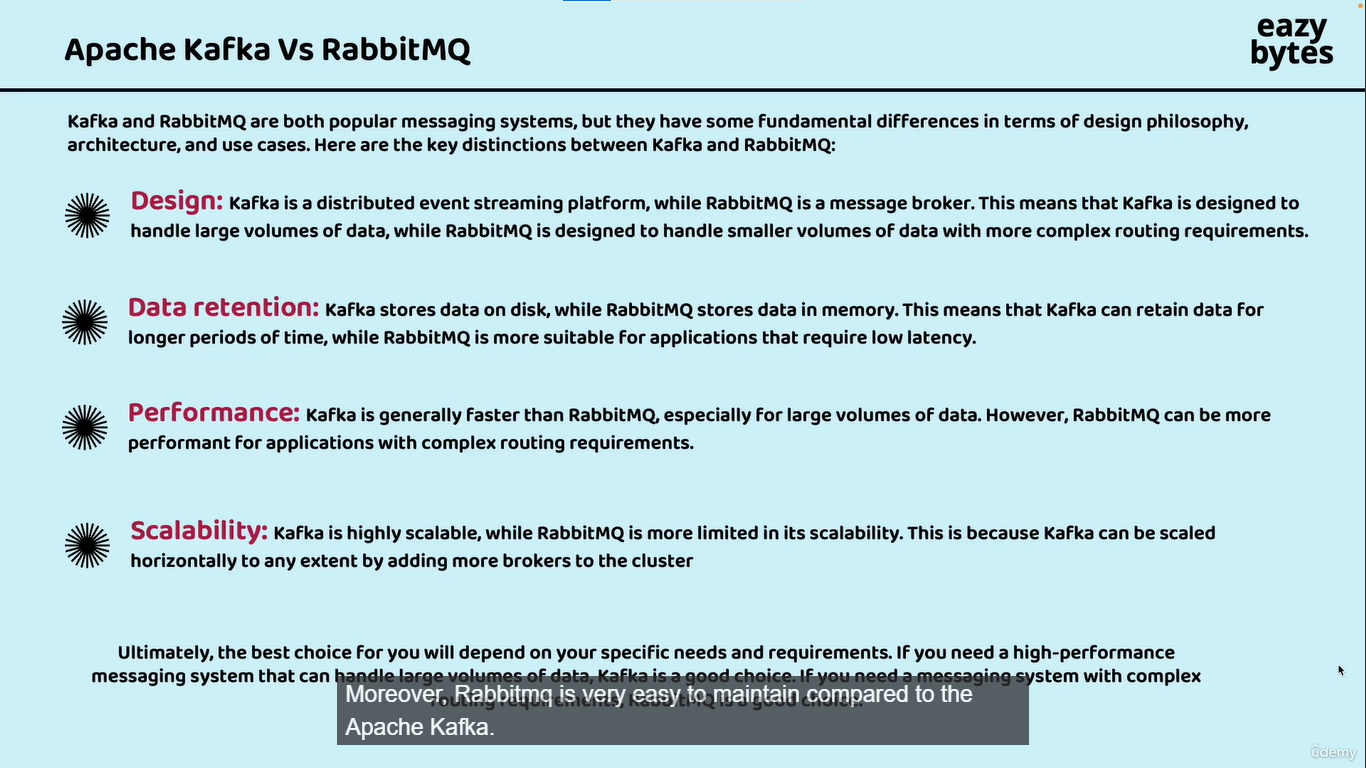 Apache Kafka Vs RabbitMQ
eazy
bytes
Kafka and RabbitMQ are both popular messaging systems, but they have some fundamental differences in terms of design philosophy,
architecture, and use cases. Here are the key distinctions between Kafka and RabbitMQ:
Design: Kafka is a distributed event streaming platform, while RabbitMQ is a message broker. This means that Kafka is designed to
handle large volumes of data, while RabbitMQ is designed to handle smaller volumes of data with more complex routing requirements.
Data retention: Kafka stores data on disk, while RabbitMQ stores data in memory. This means that Kafka can retain data for
longer periods of time, while RabbitMQ is more suitable for applications that require low latency.
Performance: Kafka is generally faster than RabbitMQ, especially for large volumes of data. However, RabbitMQ can be more
performant for applications with complex routing requirements.
Scalability: Kafka is highly scalable, while RabbitMQ is more limited in its scalability. This is because Kafka can be scaled
horizontally to any extent by adding more brokers to the cluster
Ultimately, the best choice for you will depend on your specific needs and requirements. If you need a high-performance
messaging system that can handle large volumes of data, Kafka is a good choice. If you need a messaging system with complex
routing requirements, RabbitMQ is a good choice.
Moreover, Rabbitmq is very easy to maintain compared to the
Apache Kafka.
ûdemy